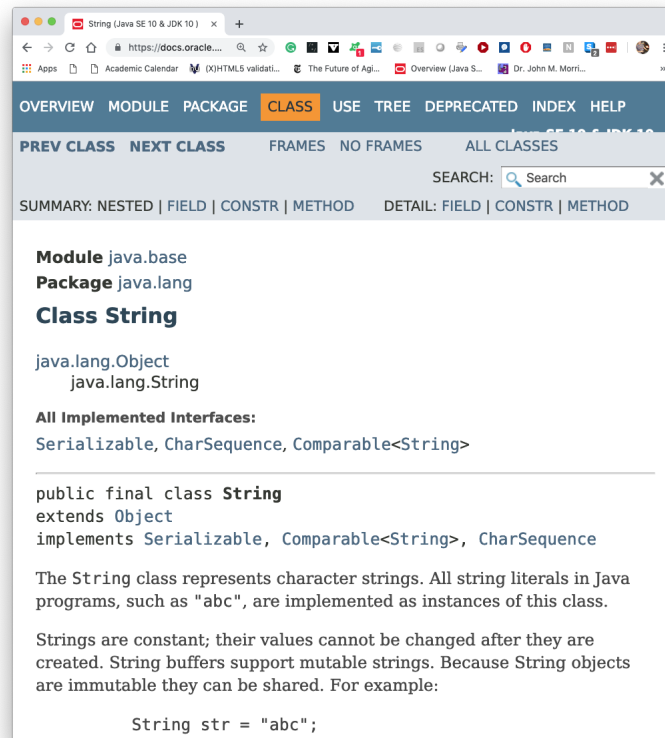 String (Java SE 10 & JDK 10 )
https://docs.oracle....
Apps Academic Calendar (X)HTML5 validati... The Future of Agi... Overview (Java S... Dr. John M. Morri...
OVERVIEW MODULE PACKAGE CLASS USE TREE DEPRECATED INDEX HELP
Java SE 10 & JDK 10
PREV CLASS NEXT CLASS FRAMES NO FRAMES ALL CLASSES
SEARCH: Search
SUMMARY: NESTED | FIELD | CONSTR | METHOD DETAIL: FIELD | CONSTR | METHOD
Module java.base
Package java.lang
Class String
java.lang.Object
java.lang.String
All Implemented Interfaces:
Serializable, CharSequence, Comparable<String>
public final class String
extends Object
implements Serializable, Comparable<String>, CharSequence
The String class represents character strings. All string literals in Java
programs, such as "abc", are implemented as instances of this class.
Strings are constant; their values cannot be changed after they are
created. String buffers support mutable strings. Because String objects
are immutable they can be shared. For example:
String str = "abc";